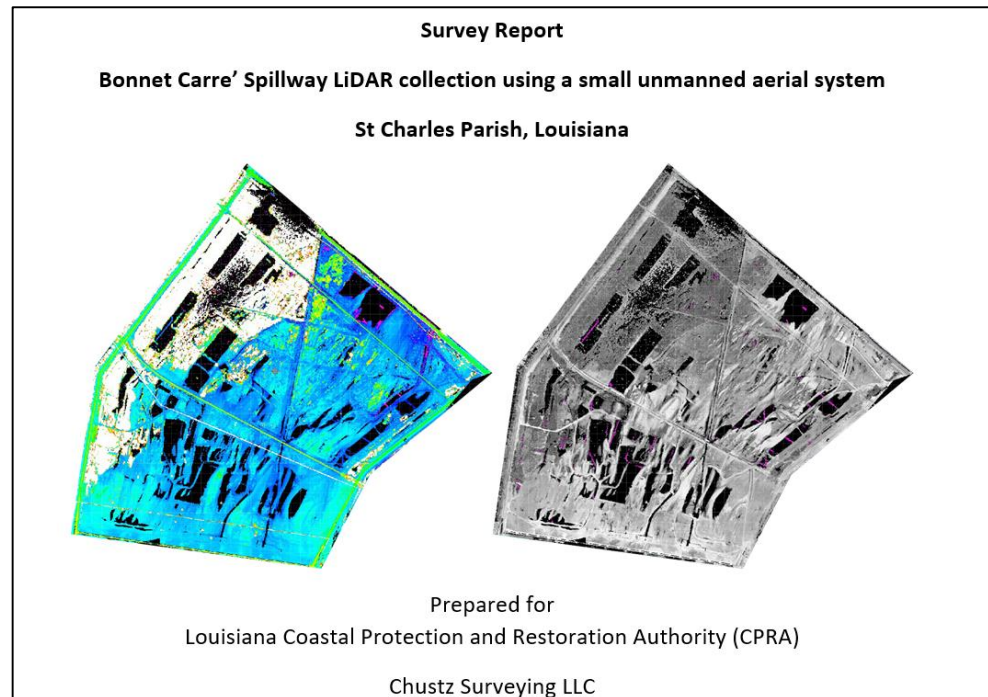 Survey Report
Bonnet Carre’ Spillway LiDAR collection using a small unmanned aerial system
St Charles Parish, Louisiana
Prepared for
Louisiana Coastal Protection and Restoration Authority (CPRA)
Chustz Surveying LLC